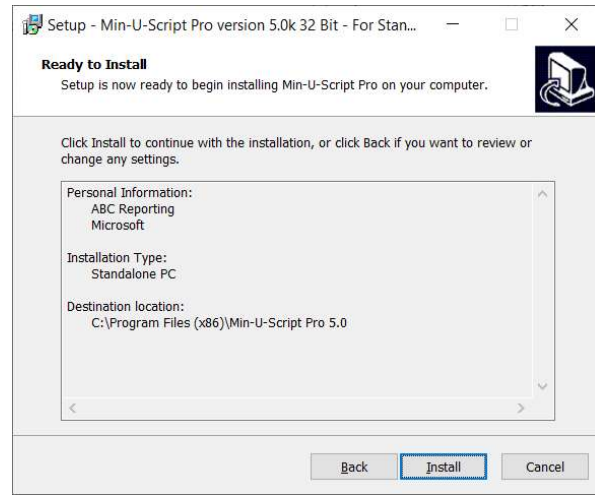 Setup - Min-U-Script Pro version 5.0k 32 Bit - For Stan...
Ready to Install
Setup is now ready to begin installing Min-U-Script Pro on your computer.
Click Install to continue with the installation, or click Back if you want to review or
change any settings.
Personal Information:
ABC Reporting
Microsoft
Installation Type:
Standalone PC
Destination location:
C:\Program Files (x86)\Min-U-Script Pro 5.0
Back Install Cancel